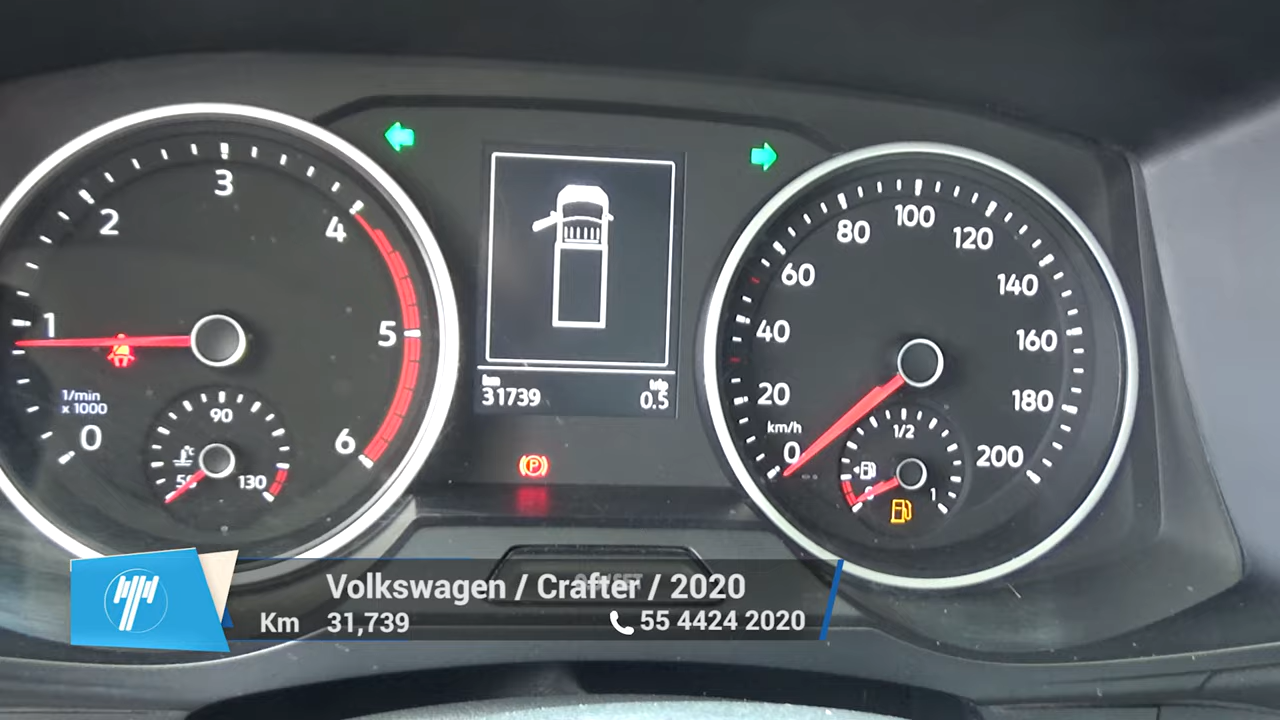 3
2
4
1
5
1/min
x 1000
0
6
90
130
km
trip
31739
0.5
P
100
80
120
60
140
40
160
20
180
km/h
0
200
1/2
1
Volkswagen / Crafter / 2020
Km 31,739
55 4424 2020